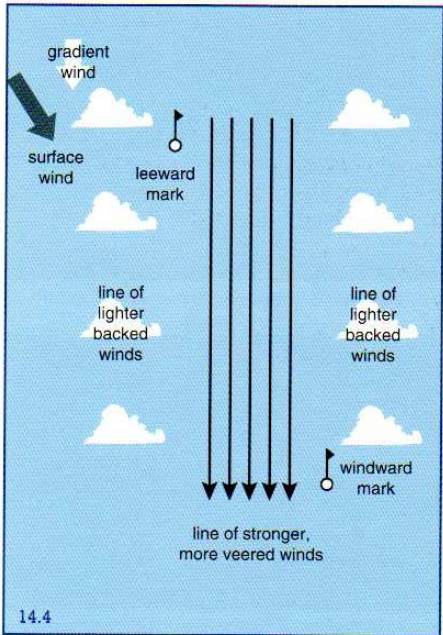 gradient
wind
surface
wind
leeward
mark
line of
lighter
backed
winds
line of
lighter
backed
winds
windward
mark
line of stronger,
more veered winds
14.4